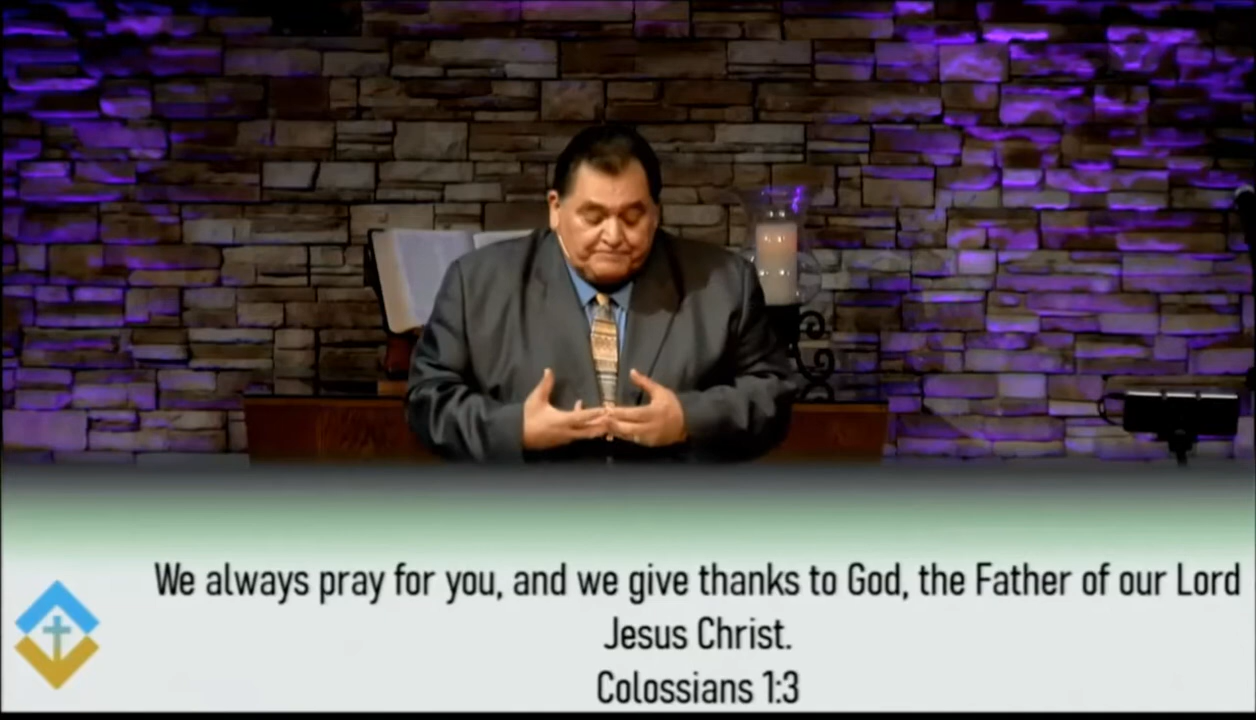 We always pray for you, and we give thanks to God, the Father of our Lord
Jesus Christ.
Colossians 1:3